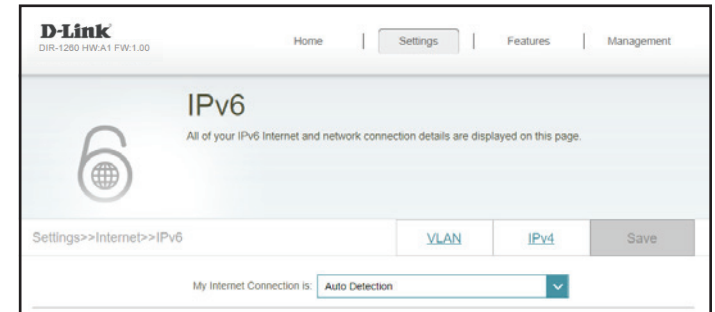 D-Link
DIR-1260 HW:A1 FW:1.00
Home | Settings | Features | Management
IPv6
All of your IPv6 Internet and network connection details are displayed on this page.
Settings>>Internet>>IPv6 VLAN IPv4 Save
My Internet Connection is: Auto Detection